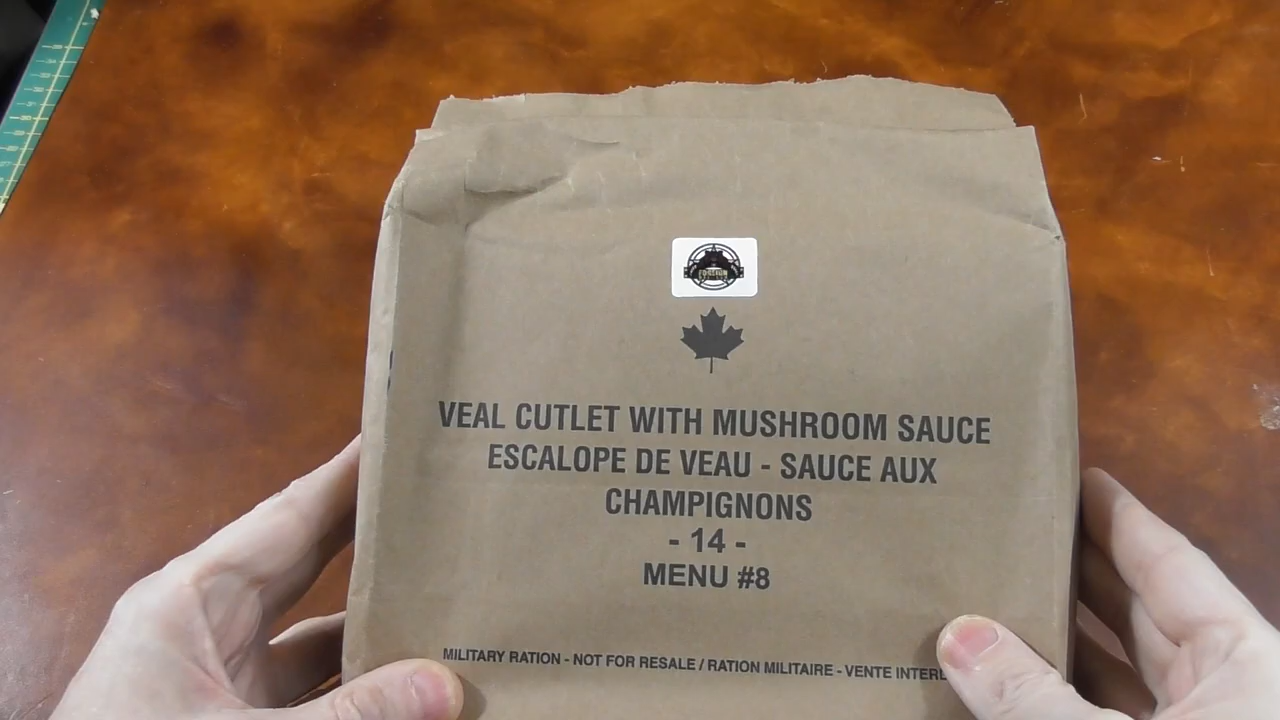 FOREIGN
VEAL CUTLET WITH MUSHROOM SAUCE
ESCALOPE DE VEAU - SAUCE AUX
CHAMPIGNONS
- 14 -
MENU #8
MILITARY RATION - NOT FOR RESALE / RATION MILITAIRE - VENTE